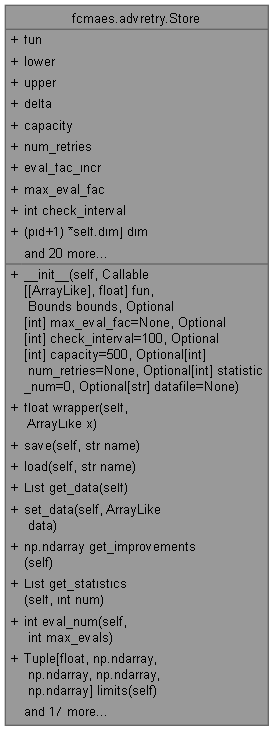 fcmaes.advretry.Store
+ fun
+ lower
+ upper
+ delta
+ capacity
+ num_retries
+ eval_fac_incr
+ max_eval_fac
+ int check_interval
+ (pid+1) *self.dim] dim
and 20 more...
+ __init__(self, Callable
[[ArrayLike], float] fun,
Bounds bounds, Optional
[int] max_eval_fac=None, Optional
[int] check_interval=100, Optional
[int] capacity=500, Optional[int]
num_retries=None, Optional[int] statistic
_num=0, Optional[str] datafile=None)
+ float wrapper(self,
ArrayLike x)
+ save(self, str name)
+ load(self, str name)
+ List get_data(self)
+ set_data(self, ArrayLike
data)
+ np.ndarray get_improvements
(self)
+ List get_statistics
(self, int num)
+ int eval_num(self,
int max_evals)
+ Tuple[float, np.ndarray,
np.ndarray, np.ndarray,
np.ndarray] limits(self)
and 17 more...